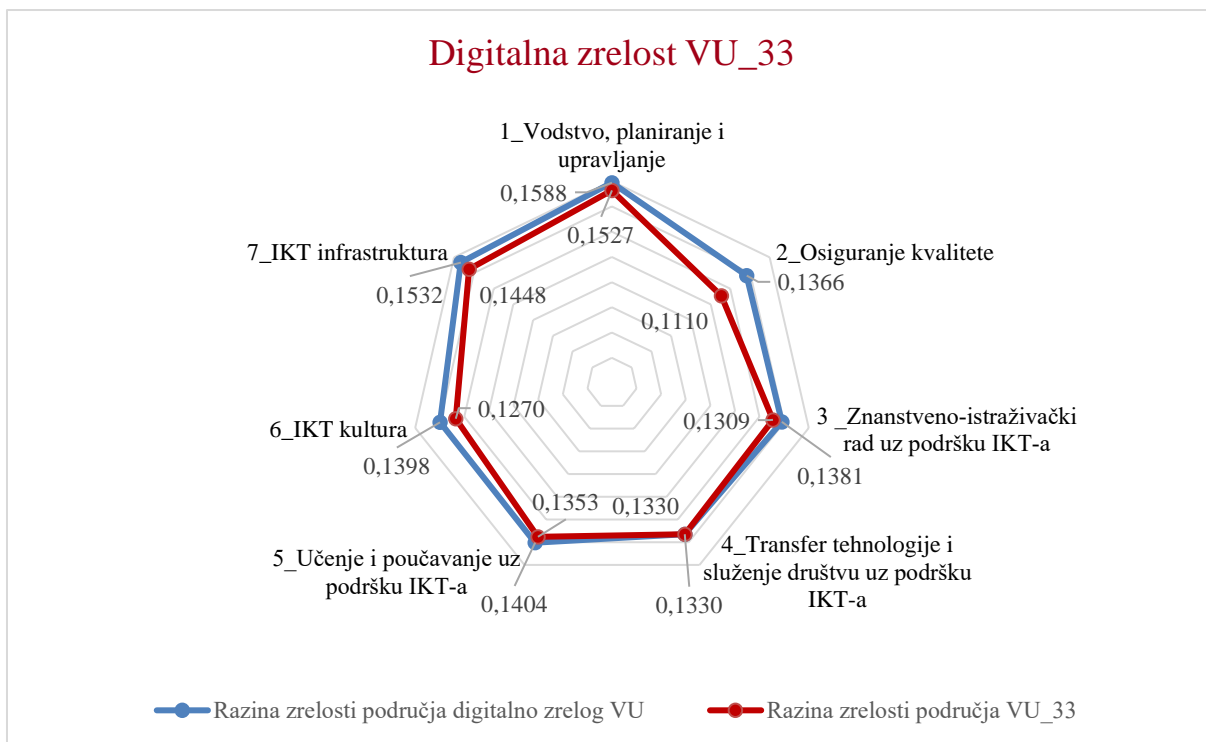 Digitalna zrelost VU_33
1_Vodstvo, planiranje i
upravljanje
0,1588
0,1527
7_IKT infrastruktura
2_Osiguranje kvalitete
0,1366
0,1532
0,1448
0,1110
6_IKT kultura
0,1270
0,1398
0,1309
3 _Znanstveno-istraživački
rad uz podršku IKT-a
0,1381
0,1353
0,1330
5_Učenje i poučavanje uz
podršku IKT-a
0,1404
4_Transfer tehnologije i
služenje društvu uz podršku
IKT-a
0,1330
Razina zrelosti područja digitalno zrelog VU
Razina zrelosti područja VU_33